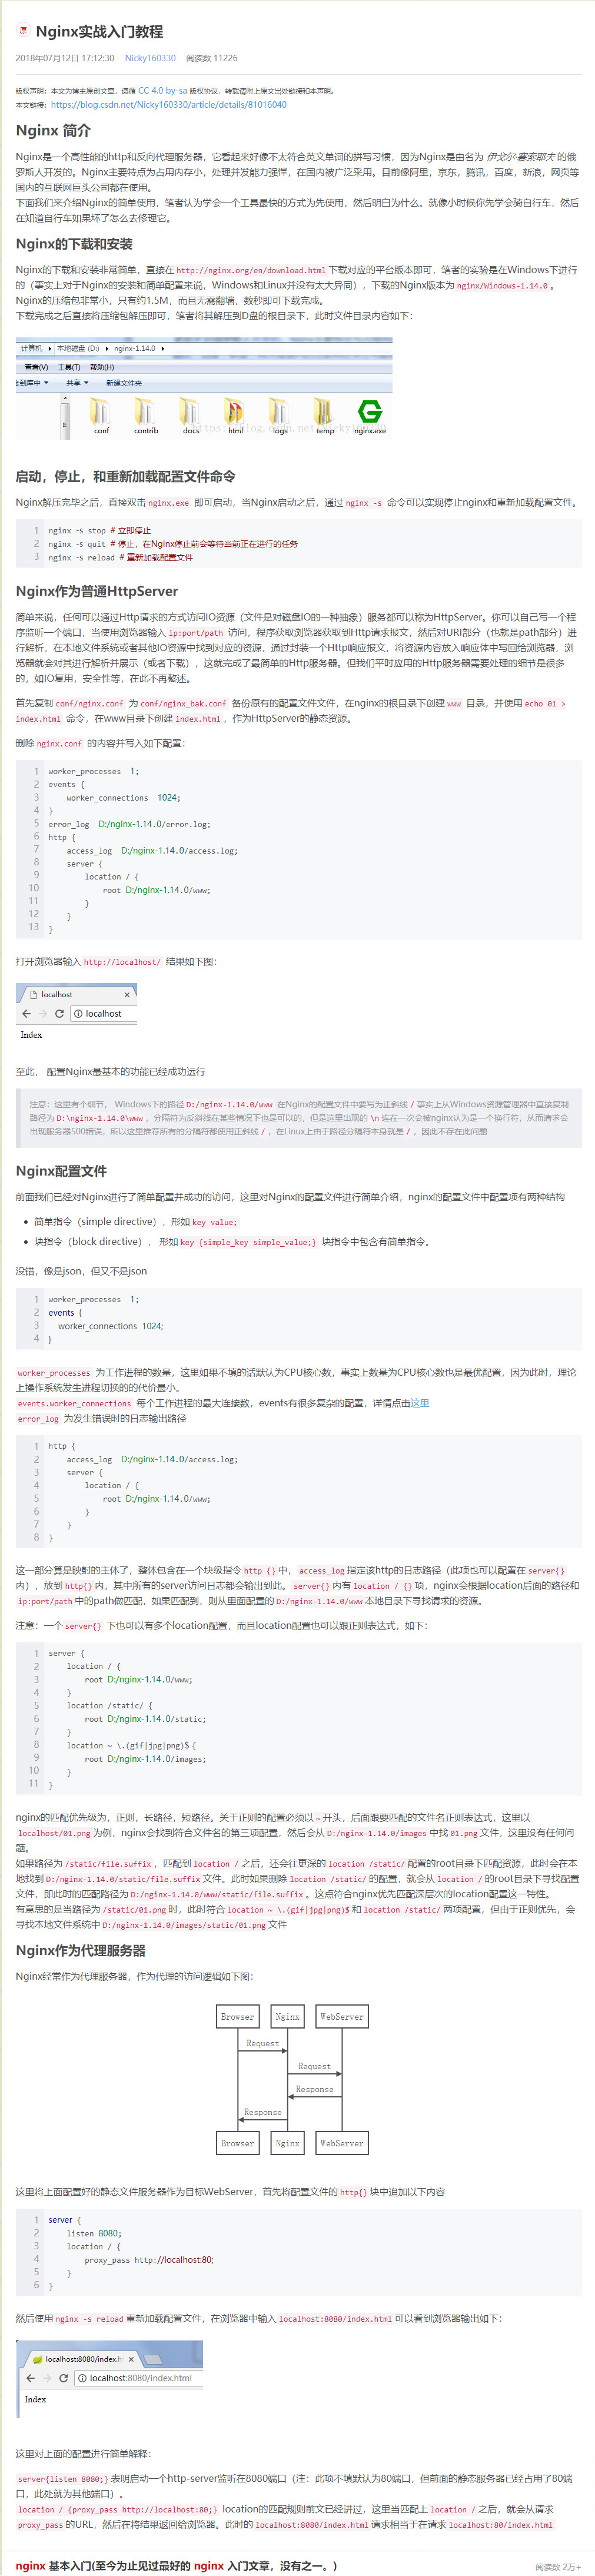 原 Nginx实战入门教程
2018年07月12日 17:12:30 Nicky160330 阅读数 11226
版权声明：本文为博主原创文章，遵循 CC 4.0 by-sa 版权协议，转载请附上原文出处链接和本声明。
本文链接：https://blog.csdn.net/Nicky160330/article/details/81016040
Nginx 简介
Nginx是一个高性能的http和反向代理服务器，它看起来好像不太符合英文单词的拼写习惯，因为Nginx是由名为 伊戈尔·赛索耶夫 的俄
罗斯人开发的。Nginx主要特点为占用内存小，处理并发能力强悍，在国内被广泛采用。目前像阿里，京东，腾讯，百度，新浪，网页等
国内的互联网巨头公司都在使用。
下面我们来介绍Nginx的简单使用，笔者认为学会一个工具最快的方式为先使用，然后明白为什么。就像小时候你先学会骑自行车，然后
在知道自行车如果坏了怎么去修理它。
Nginx的下载和安装
Nginx的下载和安装非常简单，直接在 http://nginx.org/en/download.html 下载对应的平台版本即可，笔者的实验是在Windows下进行
的（事实上对于Nginx的安装和简单配置来说，Windows和Linux并没有太大异同），下载的Nginx版本为 nginx/Windows-1.14.0 。
Nginx的压缩包非常小，只有约1.5M，而且无需翻墙，数秒即可下载完成。
下载完成之后直接将压缩包解压即可，笔者将其解压到D盘的根目录下，此时文件目录内容如下：
计算机 ▸ 本地磁盘 (D:) ▸ nginx-1.14.0 ▸
查看(V) 工具(T) 帮助(H)
含到库中 共享 新建文件夹
conf contrib docs html logs temp nginx.exe
启动，停止，和重新加载配置文件命令
Nginx解压完毕之后，直接双击 nginx.exe 即可启动，当Nginx启动之后，通过 nginx -s 命令可以实现停止nginx和重新加载配置文件。
1 nginx -s stop # 立即停止
2 nginx -s quit # 停止，在Nginx停止前会等待当前正在进行的任务
3 nginx -s reload # 重新加载配置文件
Nginx作为普通HttpServer
简单来说，任何可以通过Http请求的方式访问IO资源（文件是对磁盘IO的一种抽象）服务都可以称为HttpServer。你可以自己写一个程
序监听一个端口，当使用浏览器输入 ip:port/path 访问，程序获取到浏览器获取到Http请求报文，然后对URI部分（也就是path部分）进
行解析，在本地文件系统或者其他IO资源中找到对应的资源，通过封装一个Http响应报文，将资源内容放入响应体中写回给浏览器，浏
览器就会对其进行解析并展示（或者下载），这就完成了最简单的Http服务器。但我们平时应用的Http服务器需要处理的细节是很多
的，如IO复用，安全性等，在此不再赘述。
首先复制 conf/nginx.conf 为 conf/nginx_bak.conf 备份原有的配置文件文件，在nginx的根目录下创建 www 目录，并使用 echo 01 >
index.html 命令，在www目录下创建 index.html ，作为HttpServer的静态资源。
删除 nginx.conf 的内容并写入如下配置：
1 worker_processes 1;
2 events {
3 worker_connections 1024;
4 }
5 error_log D:/nginx-1.14.0/error.log;
6 http {
7 access_log D:/nginx-1.14.0/access.log;
8 server {
9 location / {
10 root D:/nginx-1.14.0/www;
11 }
12 }
13 }
打开浏览器输入 http://localhost/ 结果如下图：
localhost ×
localhost
Index
至此， 配置Nginx最基本的功能已经成功运行
注意：这里有个细节， Windows下的路径 D:/nginx-1.14.0/www 在Nginx的配置文件中要写为正斜线 / 事实上从Windows资源管理器中直接复制
路径为 D:\nginx-1.14.0\www ，分隔符为反斜线在某些情况下也是可以的，但是这里出现的 \n 连在一次会被nginx认为是一个换行符，从而请求会
出现服务器500错误，所以这里推荐所有的分隔符都使用正斜线 / ，在Linux上由于路径分隔符本身就是 / ，因此不存在此问题
Nginx配置文件
前面我们已经对Nginx进行了简单配置并成功的访问，这里对Nginx的配置文件进行简单介绍，nginx的配置文件中配置项有两种结构
• 简单指令（simple directive），形如 key value;
• 块指令（block directive）， 形如 key {simple_key simple_value;} 块指令中包含有简单指令。
没错，像是json，但又不是json
1 worker_processes 1;
2 events {
3 worker_connections 1024;
4 }
worker_processes 为工作进程的数量，这里如果不填的话默认为CPU核心数，事实上数量为CPU核心数也是最优配置，因为此时，理论
上操作系统发生进程切换的的代价最小。
events.worker_connections 每个工作进程的最大连接数，events有很多复杂的配置，详情点击这里
error_log 为发生错误时的日志输出路径
1 http {
2 access_log D:/nginx-1.14.0/access.log;
3 server {
4 location / {
5 root D:/nginx-1.14.0/www;
6 }
7 }
8 }
这一部分算是映射的主体了，整体包含在一个块级指令 http {} 中， access_log 指定该http的日志路径（此项也可以配置在 server{}
内），放到 http{} 内，其中所有的server访问日志都会输出到此。 server{} 内有 location / {} 项，nginx会根据location后面的路径和
ip:port/path 中的path做匹配，如果匹配到，则从里面配置的 D:/nginx-1.14.0/www 本地目录下寻找请求的资源。
注意：一个 server{} 下也可以有多个location配置，而且location配置也可以跟正则表达式，如下：
1 server {
2 location / {
3 root D:/nginx-1.14.0/www;
4 }
5 location /static/ {
6 root D:/nginx-1.14.0/static;
7 }
8 location ~ \.(gif|jpg|png)$ {
9 root D:/nginx-1.14.0/images;
10 }
11 }
nginx的匹配优先级为，正则，长路径，短路径。关于正则的配置必须以 ~ 开头，后面跟要匹配的文件名正则表达式，这里以
localhost/01.png 为例，nginx会找到符合文件名的第三项配置，然后会从 D:/nginx-1.14.0/images 中找 01.png 文件，这里没有任何问
题。
如果路径为 /static/file.suffix ，匹配到 location / 之后，还会往更深的 location /static/ 配置的root目录下匹配资源，此时会在本
地找到 D:/nginx-1.14.0/static/file.suffix 文件。此时如果删除 location /static/ 的配置，就会从 location / 的root目录下寻找配置
文件，即此时的匹配路径为 D:/nginx-1.14.0/www/static/file.suffix 。这点符合nginx优先匹配深层次的location配置这一特性。
有意思的是当路径为 /static/01.png 时，此时符合 location ~ \.(gif|jpg|png)$ 和 location /static/ 两项配置，但由于正则优先，会
寻找本地文件系统中 D:/nginx-1.14.0/images/static/01.png 文件
Nginx作为代理服务器
Nginx经常作为代理服务器，作为代理的访问逻辑如下图：
Browser Nginx WebServer
Request
Request
Response
Response
Browser Nginx WebServer
这里将上面配置好的静态文件服务器作为目标WebServer，首先将配置文件的 http{} 块中追加以下内容
1 server {
2 listen 8080;
3 location / {
4 proxy_pass http://localhost:80;
5 }
6 }
然后使用 nginx -s reload 重新加载配置文件，在浏览器中输入 localhost:8080/index.html 可以看到浏览器输出如下：
localhost:8080/index.h ×
localhost:8080/index.html
Index
这里对上面的配置进行简单解释：
server{listen 8080;} 表明启动一个http-server监听在8080端口（注：此项不填默认为80端口，但前面的静态服务器已经占用了80端
口，此处就为其他端口）。
location / {proxy_pass http://localhost:80;} location的匹配规则前文已经讲过，这里当匹配上 location / 之后，就会从请求
proxy_pass 的URL，然后在将结果返回给浏览器。此时的 localhost:8080/index.html 请求相当于在请求 localhost:80/index.html
nginx 基本入门(至今为止见过最好的 nginx 入门文章，没有之一。) 阅读数 2万+